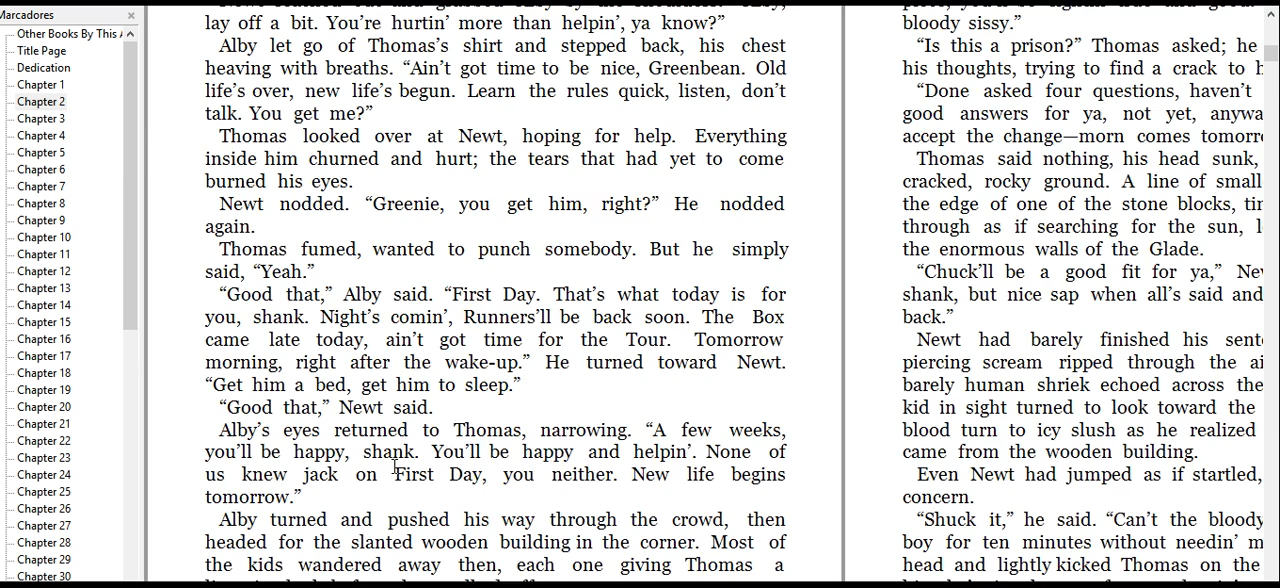 Marcadores
Other Books By This A
Title Page
Dedication
Chapter 1
Chapter 2
Chapter 3
Chapter 4
Chapter 5
Chapter 6
Chapter 7
Chapter 8
Chapter 9
Chapter 10
Chapter 11
Chapter 12
Chapter 13
Chapter 14
Chapter 15
Chapter 16
Chapter 17
Chapter 18
Chapter 19
Chapter 20
Chapter 21
Chapter 22
Chapter 23
Chapter 24
Chapter 25
Chapter 26
Chapter 27
Chapter 28
Chapter 29
Chapter 30
lay off a bit. You’re hurtin’ more than helpin’, ya know?”
Alby let go of Thomas’s shirt and stepped back, his chest
heaving with breaths. “Ain’t got time to be nice, Greenbean. Old
life’s over, new life’s begun. Learn the rules quick, listen, don’t
talk. You get me?”
Thomas looked over at Newt, hoping for help. Everything
inside him churned and hurt; the tears that had yet to come
burned his eyes.
Newt nodded. “Greenie, you get him, right?” He nodded
again.
Thomas fumed, wanted to punch somebody. But he simply
said, “Yeah.”
“Good that,” Alby said. “First Day. That’s what today is for
you, shank. Night’s comin’, Runners’ll be back soon. The Box
came late today, ain’t got time for the Tour. Tomorrow
morning, right after the wake-up.” He turned toward Newt.
“Get him a bed, get him to sleep.”
“Good that,” Newt said.
Alby’s eyes returned to Thomas, narrowing. “A few weeks,
you’ll be happy, shank. You’ll be happy and helpin’. None of
us knew jack on First Day, you neither. New life begins
tomorrow.”
Alby turned and pushed his way through the crowd, then
headed for the slanted wooden building in the corner. Most of
the kids wandered away then, each one giving Thomas a
bloody sissy.”
“Is this a prison?” Thomas asked; he
his thoughts, trying to find a crack to h
“Done asked four questions, haven’t
good answers for ya, not yet, anywa
accept the change—morn comes tomorr
Thomas said nothing, his head sunk,
cracked, rocky ground. A line of small
the edge of one of the stone blocks, tin
through as if searching for the sun, l
the enormous walls of the Glade.
“Chuck’ll be a good fit for ya,” Nev
shank, but nice sap when all’s said and
back.”
Newt had barely finished his sent
piercing scream ripped through the ai
barely human shriek echoed across the
kid in sight turned to look toward the
blood turn to icy slush as he realized
came from the wooden building.
Even Newt had jumped as if startled,
concern.
“Shuck it,” he said. “Can’t the bloody
boy for ten minutes without needin’ m
head and lightly kicked Thomas on the